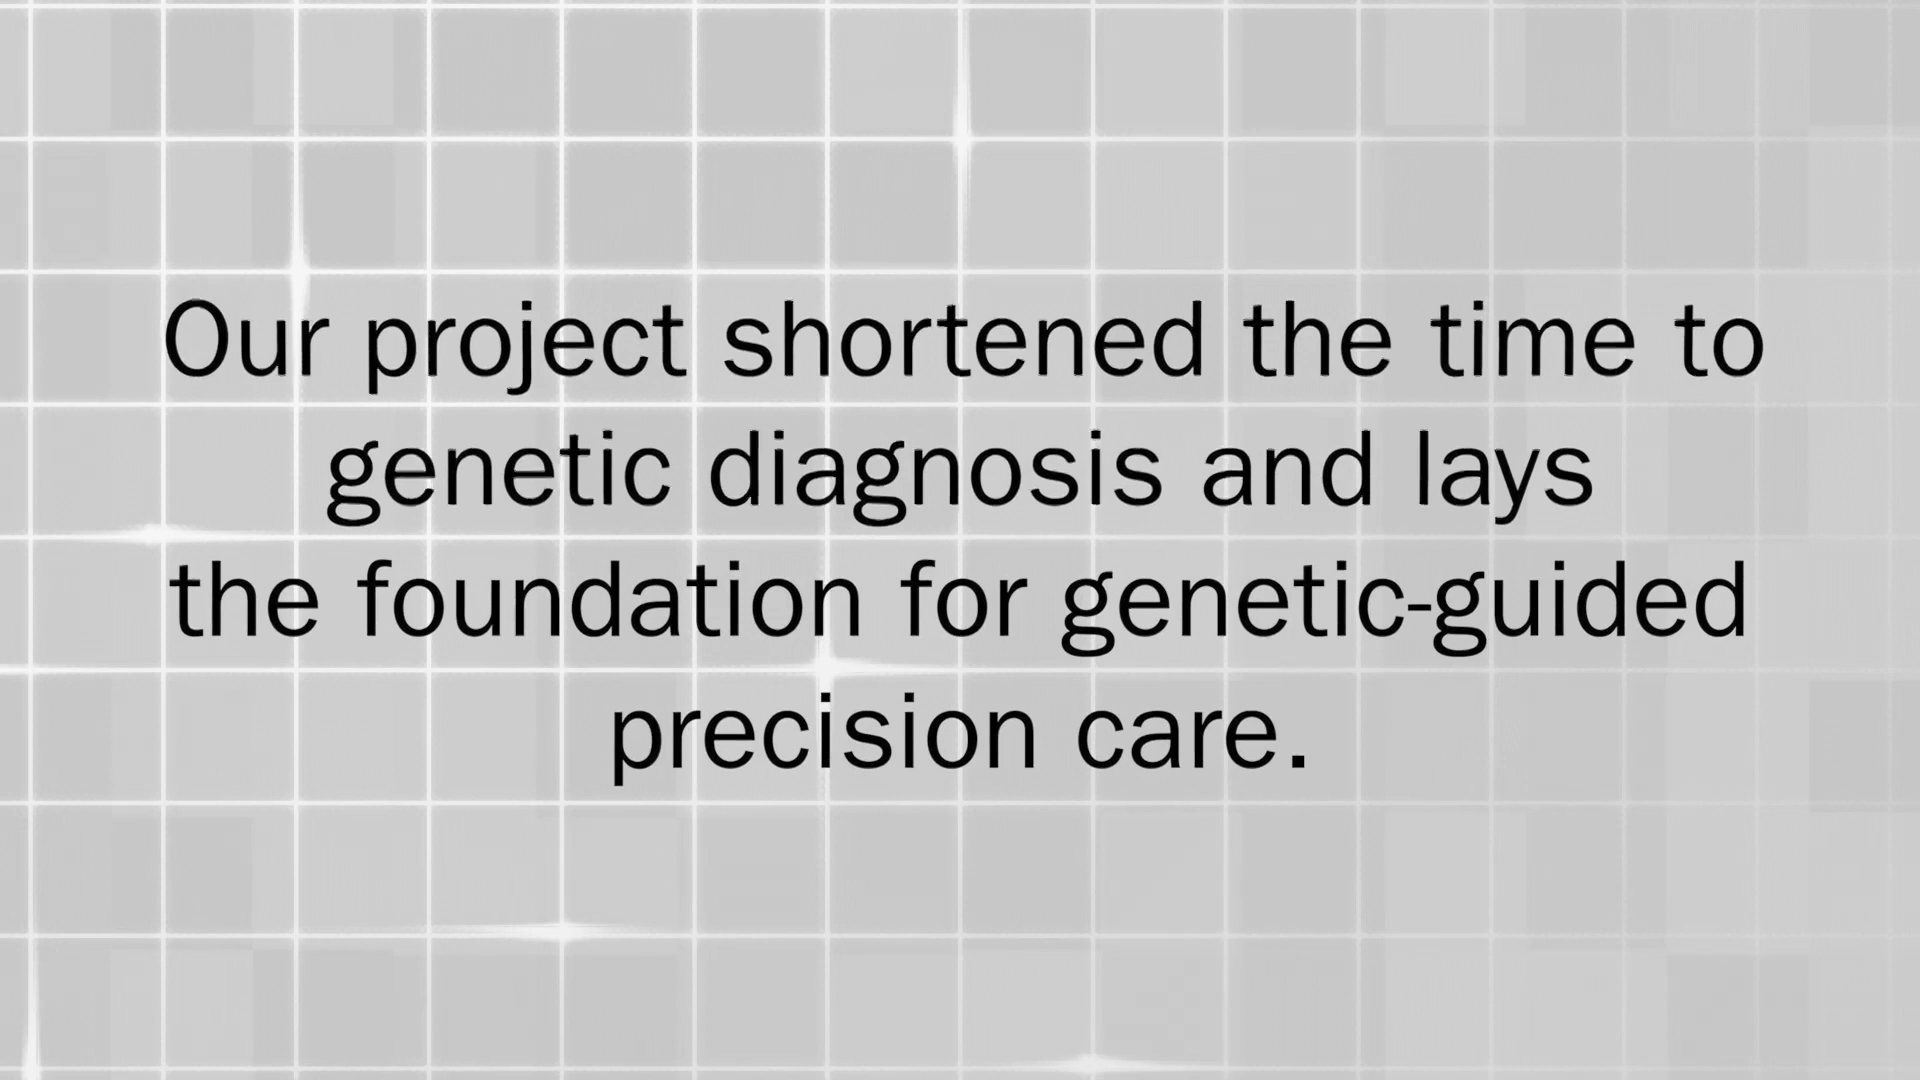 Our project shortened the time to
genetic diagnosis and lays
the foundation for genetic-guided
precision care.